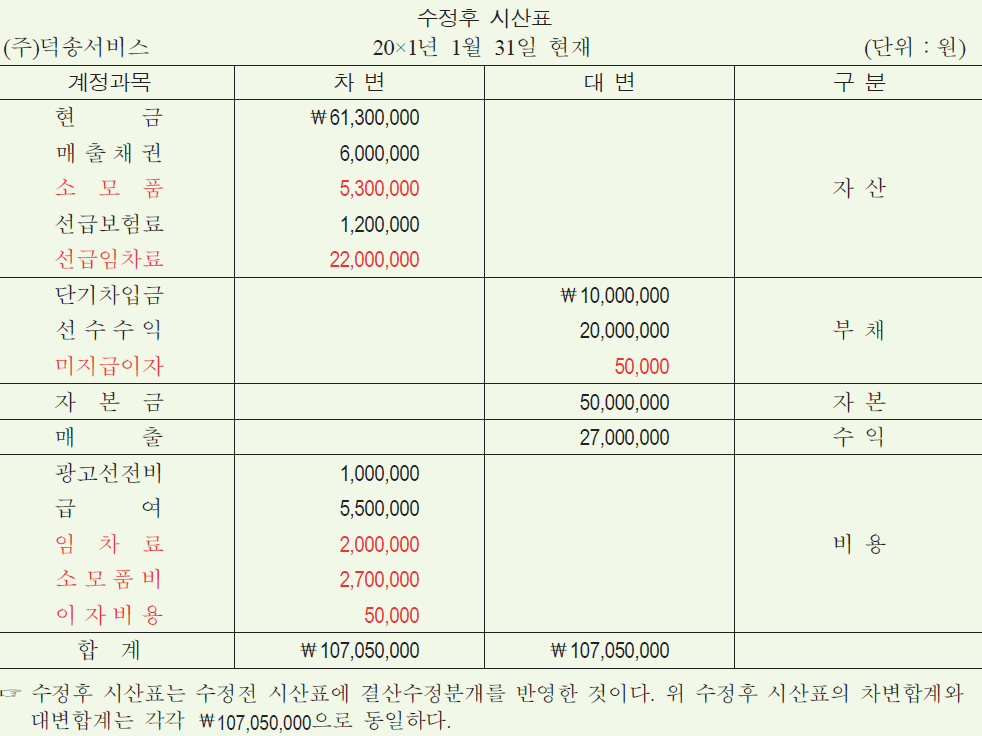 수정후 시산표
(주)덕송서비스 20×1년 1월 31일 현재 (단위 : 원)
계정과목 차 변 대 변 구 분
현 금 ₩61,300,000
매 출 채 권 6,000,000
소 모 품 5,300,000 자 산
선급보험료 1,200,000
선급임차료 22,000,000
단기차입금 ₩10,000,000
선 수 수 익 20,000,000 부 채
미지급이자 50,000
자 본 금 50,000,000 자 본
매 출 27,000,000 수 익
광고선전비 1,000,000
급 여 5,500,000
임 차 료 2,000,000 비 용
소 모 품 비 2,700,000
이 자 비 용 50,000
합 계 ₩107,050,000 ₩107,050,000
☞ 수정후 시산표는 수정전 시산표에 결산수정분개를 반영한 것이다. 위 수정후 시산표의 차변합계와
대변합계는 각각 ₩107,050,000으로 동일하다.